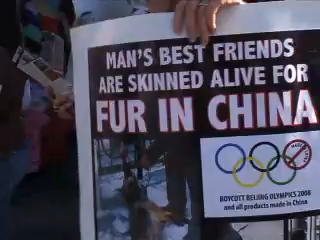 MAN'S BEST FRIENDS
ARE SKINNED ALIVE FOR
FUR IN CHINA
BOYCOTT BEIJING OLYMPICS 2008
and all products made in China